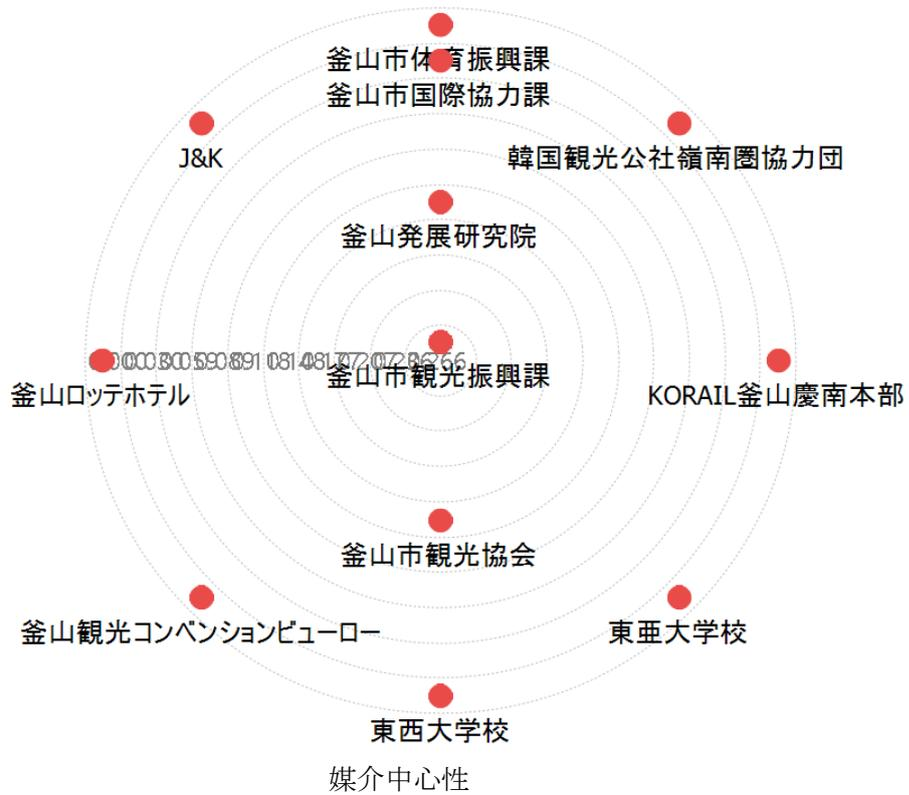 釜山市体育振興課
釜山市国際協力課
J&K
韓国観光公社嶺南圏協力団
釜山発展研究院
釜山市観光振興課
釜山ロッテホテル
KORAIL釜山慶南本部
釜山市観光協会
釜山観光コンベンションビューロー
東亜大学校
東西大学校
媒介中心性